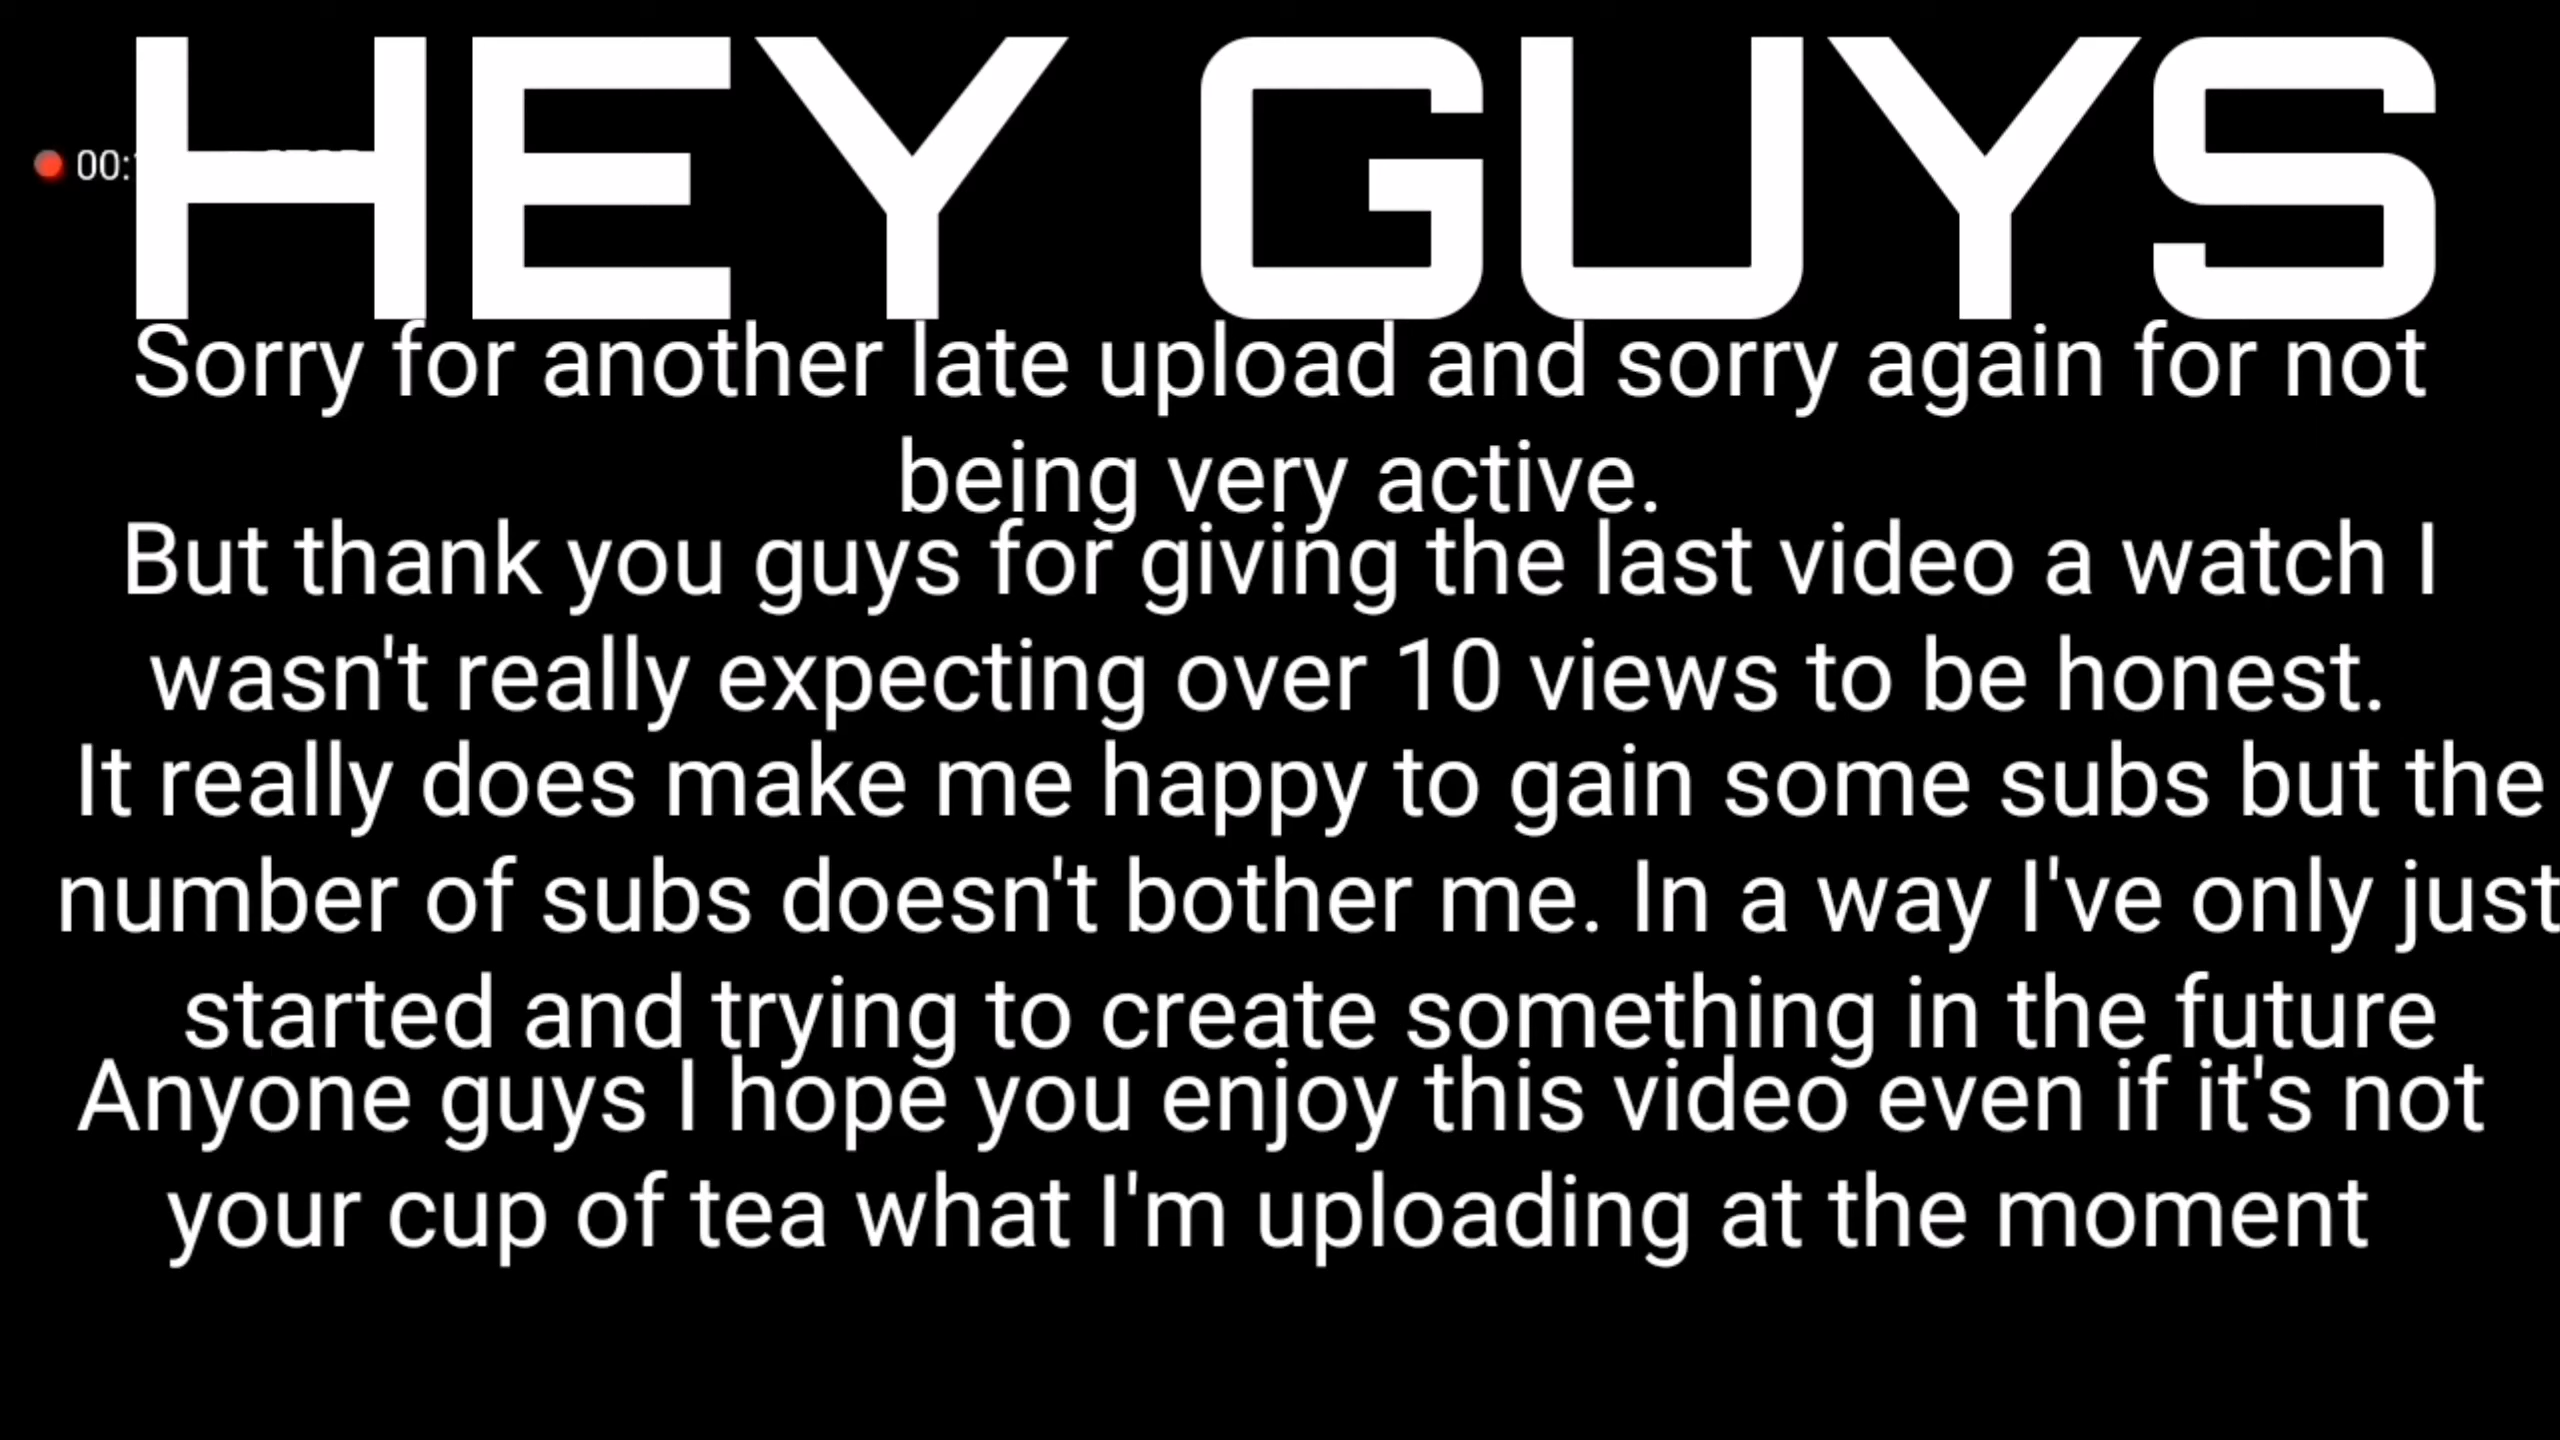 HEY GUYS
00:
Sorry for another late upload and sorry again for not
being very active.
But thank you guys for giving the last video a watch I
wasn't really expecting over 10 views to be honest.
It really does make me happy to gain some subs but the
number of subs doesn't bother me. In a way I've only just
started and trying to create something in the future
Anyone guys I hope you enjoy this video even if it's not
your cup of tea what I'm uploading at the moment